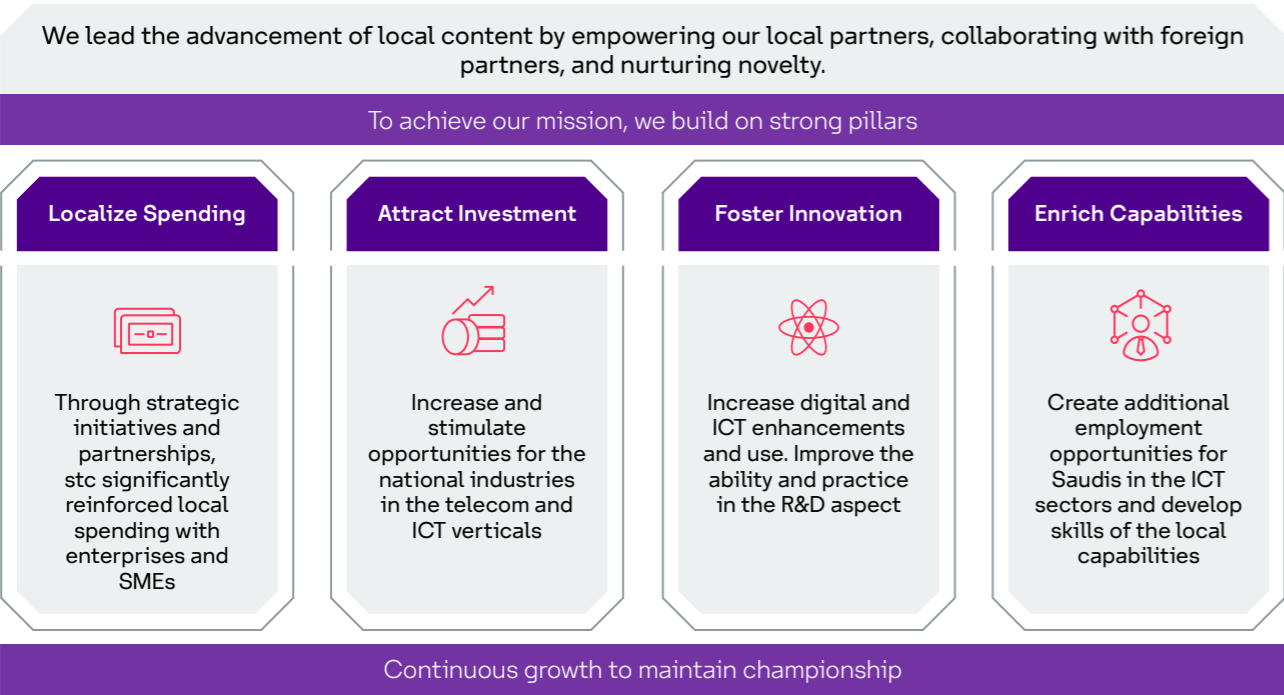 We lead the advancement of local content by empowering our local partners, collaborating with foreign
partners, and nurturing novelty.
To achieve our mission, we build on strong pillars
Localize Spending
Through strategic
initiatives and
partnerships,
stc significantly
reinforced local
spending with
enterprises and
SMEs
Attract Investment
Increase and
stimulate
opportunities for the
national industries
in the telecom and
ICT verticals
Foster Innovation
Increase digital and
ICT enhancements
and use. Improve the
ability and practice
in the R&D aspect
Enrich Capabilities
Create additional
employment
opportunities for
Saudis in the ICT
sectors and develop
skills of the local
capabilities
Continuous growth to maintain championship